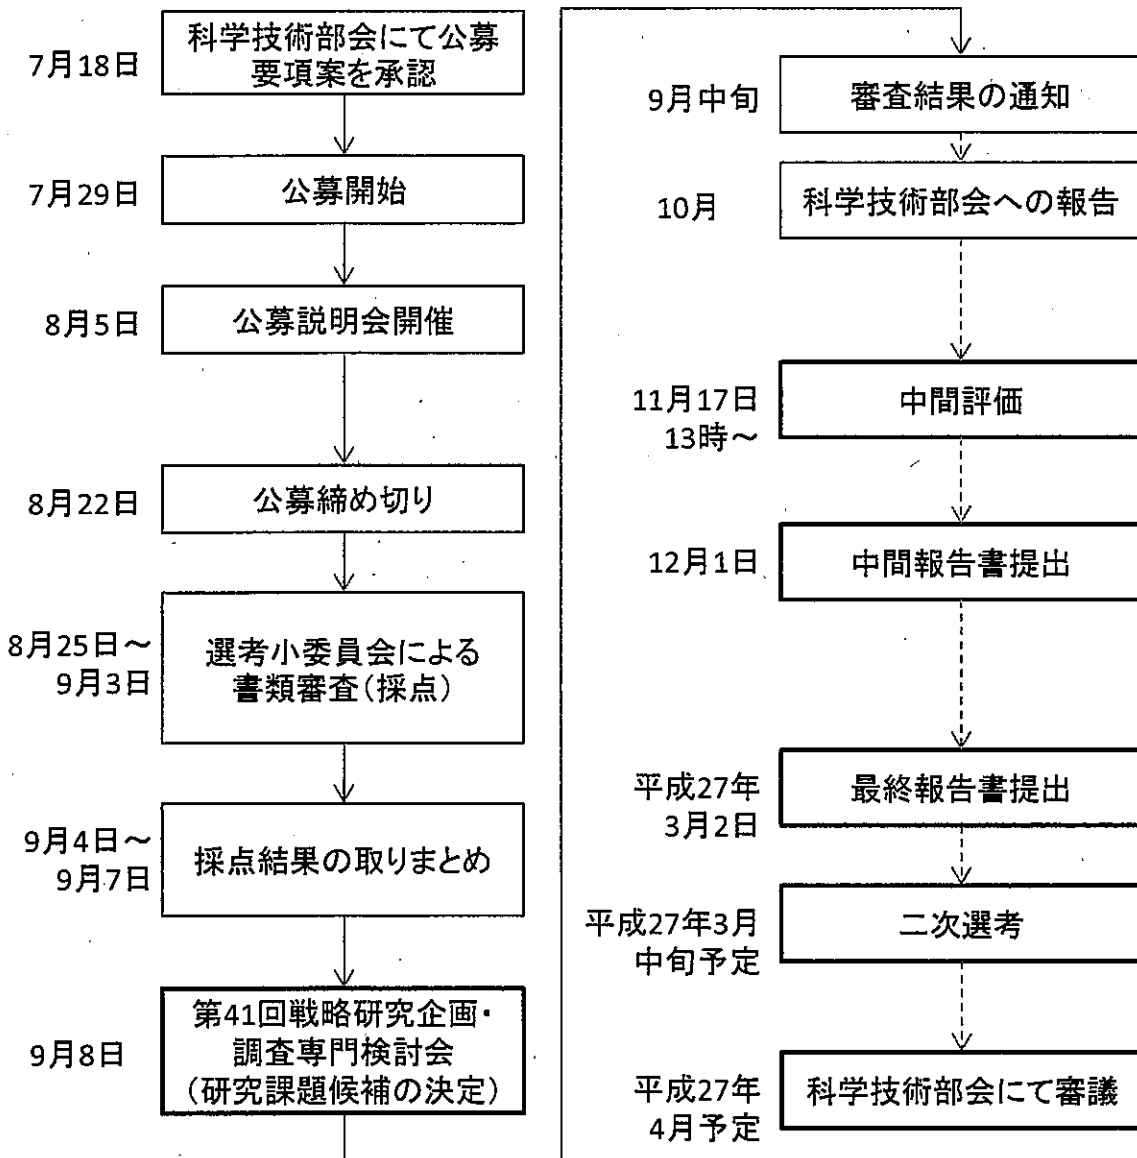 7月18日
科学技術部会にて公募
要項案を承認
7月29日
公募開始
8月5日
公募説明会開催
8月22日
公募締め切り
8月25日～
9月3日
選考小委員会による
書類審査（採点）
9月4日～
9月7日
採点結果の取りまとめ
9月8日
第41回戦略研究企画・
調査専門検討会
（研究課題候補の決定）
9月中旬
審査結果の通知
10月
科学技術部会への報告
11月17日
13時～
中間評価
12月1日
中間報告書提出
平成27年
3月2日
最終報告書提出
平成27年3月
中旬予定
二次選考
平成27年
4月予定
科学技術部会にて審議